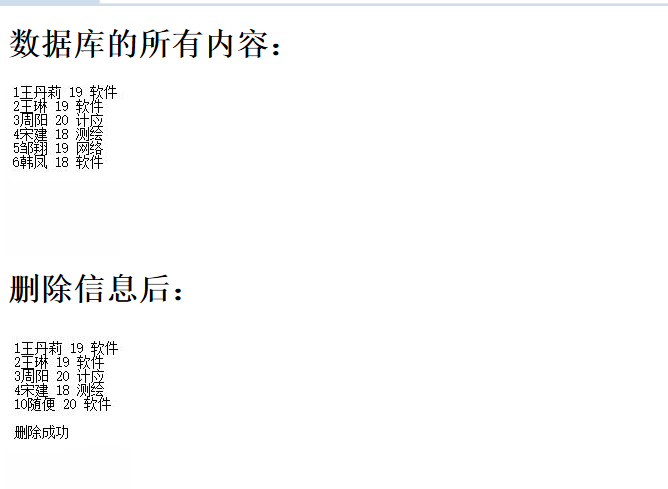 数据库的所有内容：
1王丹莉 19 软件
2王琳 19 软件
3周阳 20 计应
4宋建 18 测绘
5邹翔 19 网络
6韩凤 18 软件
删除信息后：
1王丹莉 19 软件
2王琳 19 软件
3周阳 20 计应
4宋建 18 测绘
10随便 20 软件
删除成功